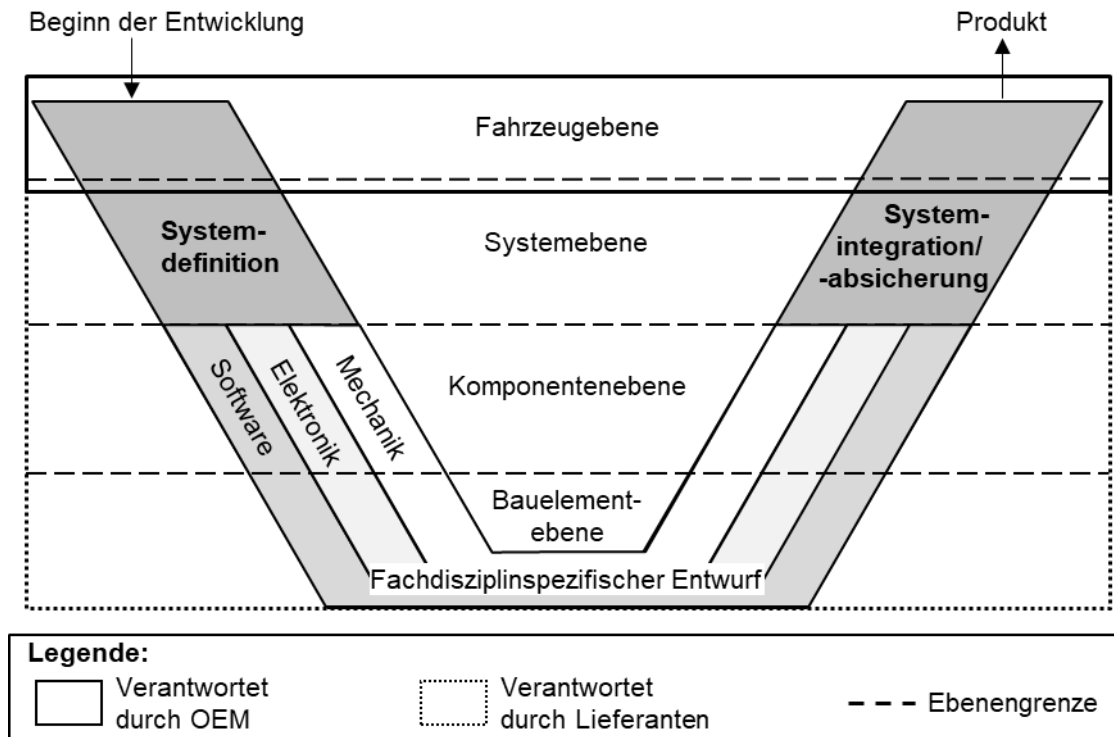 Beginn der Entwicklung
Produkt
Fahrzeugebene
System-
definition
Systemebene
System-
integration/
-absicherung
Software
Elektronik
Mechanik
Komponentenebene
Bauelement-
ebene
Fachdisziplinspezifischer Entwurf
Legende:
Verantwortet
durch OEM
Verantwortet
durch Lieferanten
Ebenengrenze